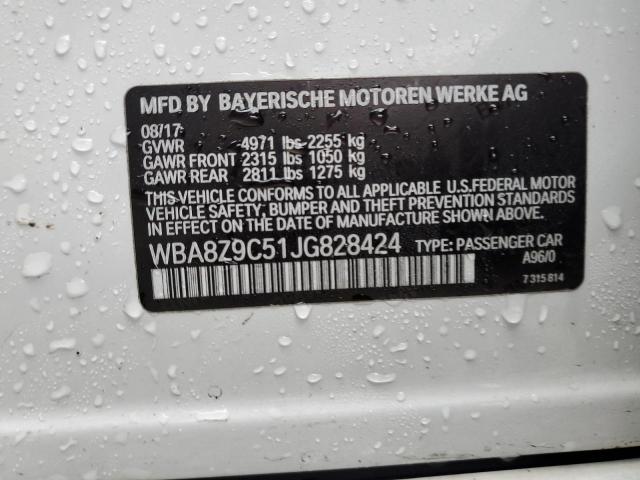 MFD BY BAYERISCHE MOTOREN WERKE AG
08/17
GVWR 4971 lbs 2255 kg
GAWR FRONT 2315 lbs 1050 kg
GAWR REAR 2811 lbs 1275 kg
THIS VEHICLE CONFORMS TO ALL APPLICABLE U.S.FEDERAL MOTOR
VEHICLE SAFETY, BUMPER AND THEFT PREVENTION STANDARDS
IN EFFECT ON THE DATE OF MANUFACTURE SHOWN ABOVE.
WBA8Z9C51JG828424 TYPE: PASSENGER CAR
A96/0
7 315 814